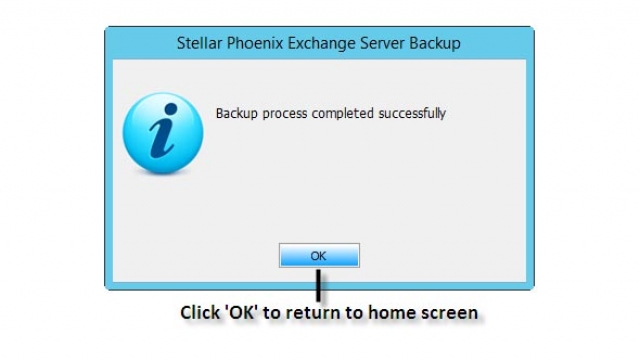 Stellar Phoenix Exchange Server Backup
Backup process completed successfully
OK
Click 'OK' to return to home screen